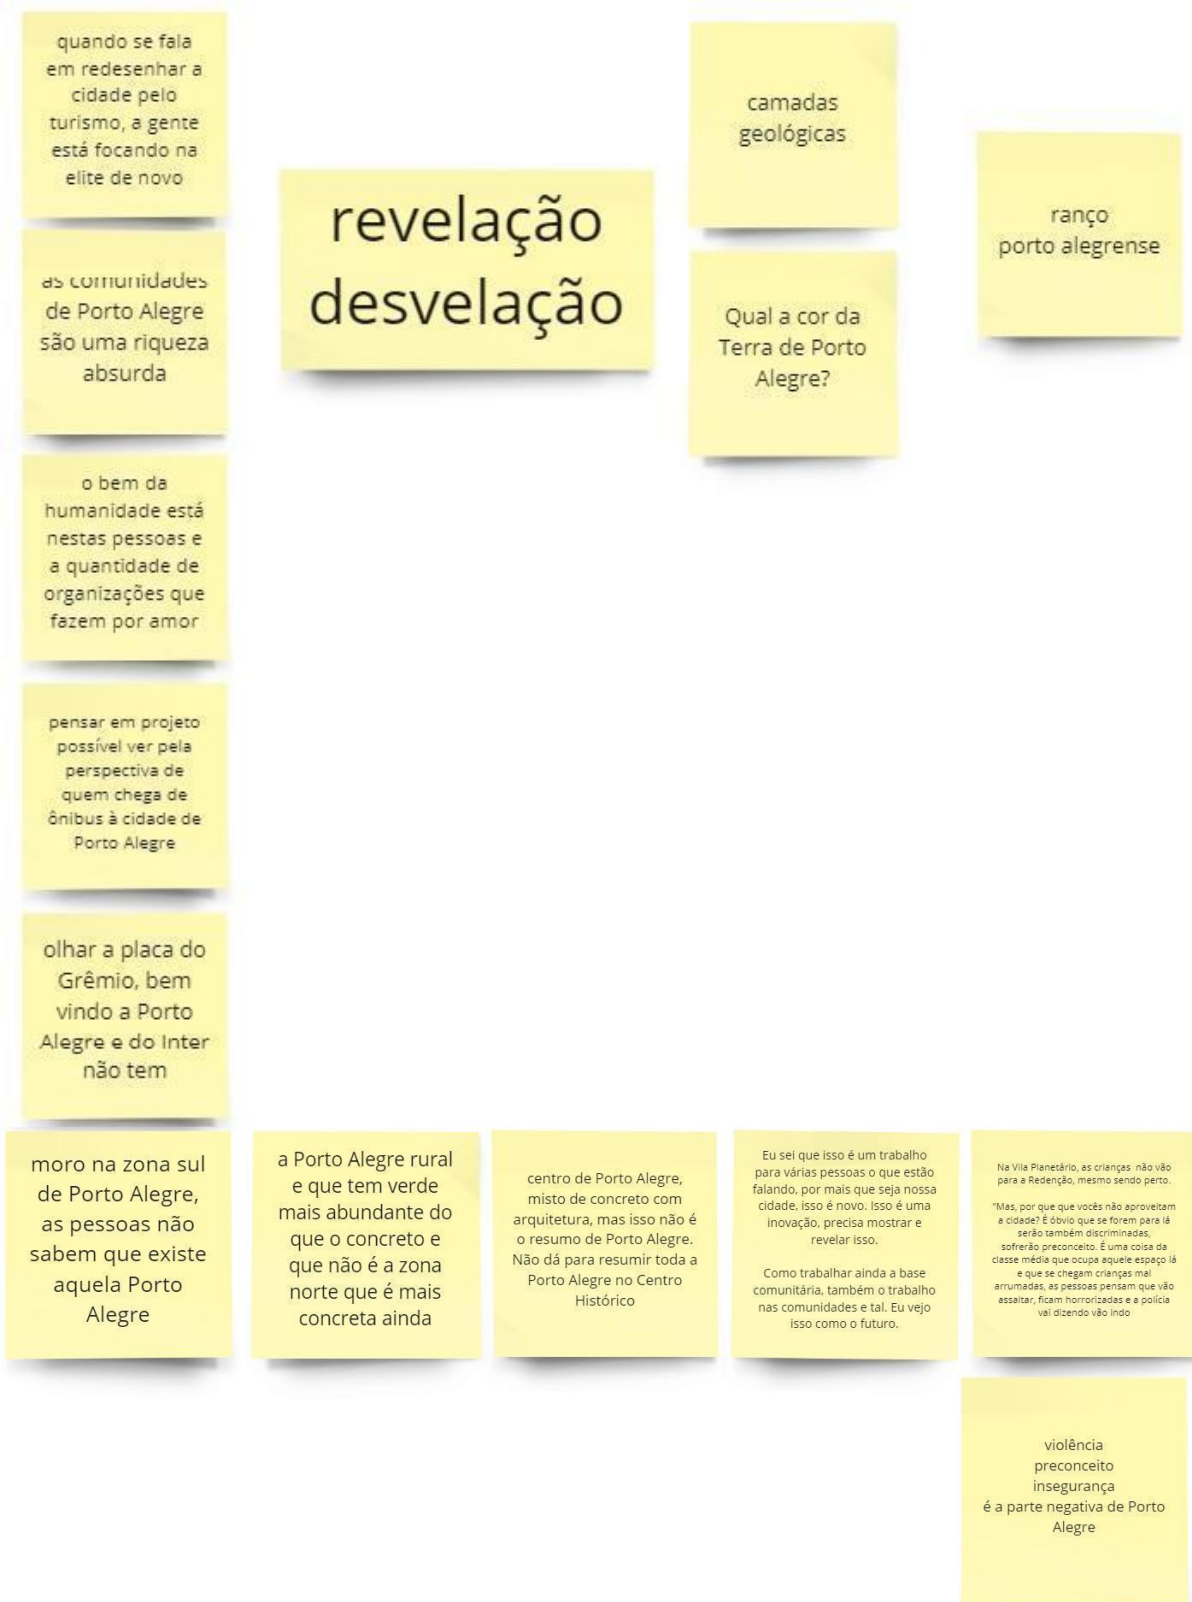 quando se fala
em redesenhar a
cidade pelo
turismo, a gente
está focando na
elite de novo
as comunidades
de Porto Alegre
são uma riqueza
absurda
o bem da
humanidade está
nestas pessoas e
a quantidade de
organizações que
fazem por amor
pensar em projeto
possível ver pela
perspectiva de
quem chega de
ônibus à cidade de
Porto Alegre
olhar a placa do
Grêmio, bem
vindo a Porto
Alegre e do Inter
não tem
revelação
desvelação
camadas
geológicas
Qual a cor da
Terra de Porto
Alegre?
ranço
porto alegrense
moro na zona sul
de Porto Alegre,
as pessoas não
sabem que existe
aquela Porto
Alegre
a Porto Alegre rural
e que tem verde
mais abundante do
que o concreto e
que não é a zona
norte que é mais
concreta ainda
centro de Porto Alegre,
misto de concreto com
arquitetura, mas isso não é
o resumo de Porto Alegre.
Não dá para resumir toda a
Porto Alegre no Centro
Histórico
Eu sei que isso é um trabalho
para várias pessoas o que estão
falando, por mais que seja nossa
cidade, isso é novo. Isso é uma
inovação, precisa mostrar e
revelar isso.
Como trabalhar ainda a base
comunitária, também o trabalho
nas comunidades e tal. Eu vejo
isso como o futuro.
Na Vila Planetário, as crianças não vão
para a Redenção, mesmo sendo perto.
"Mas, por que que vocês não aproveitam
a cidade? É óbvio que se forem para lá
serão também discriminadas,
sofrerão preconceito. É uma coisa da
classe média que ocupa aquele espaço lá
e que se chegam crianças mal
arrumadas, as pessoas pensam que vão
assaltar, ficam horrorizadas e a polícia
vai dizendo vão indo
violência
preconceito
insegurança
é a parte negativa de Porto
Alegre